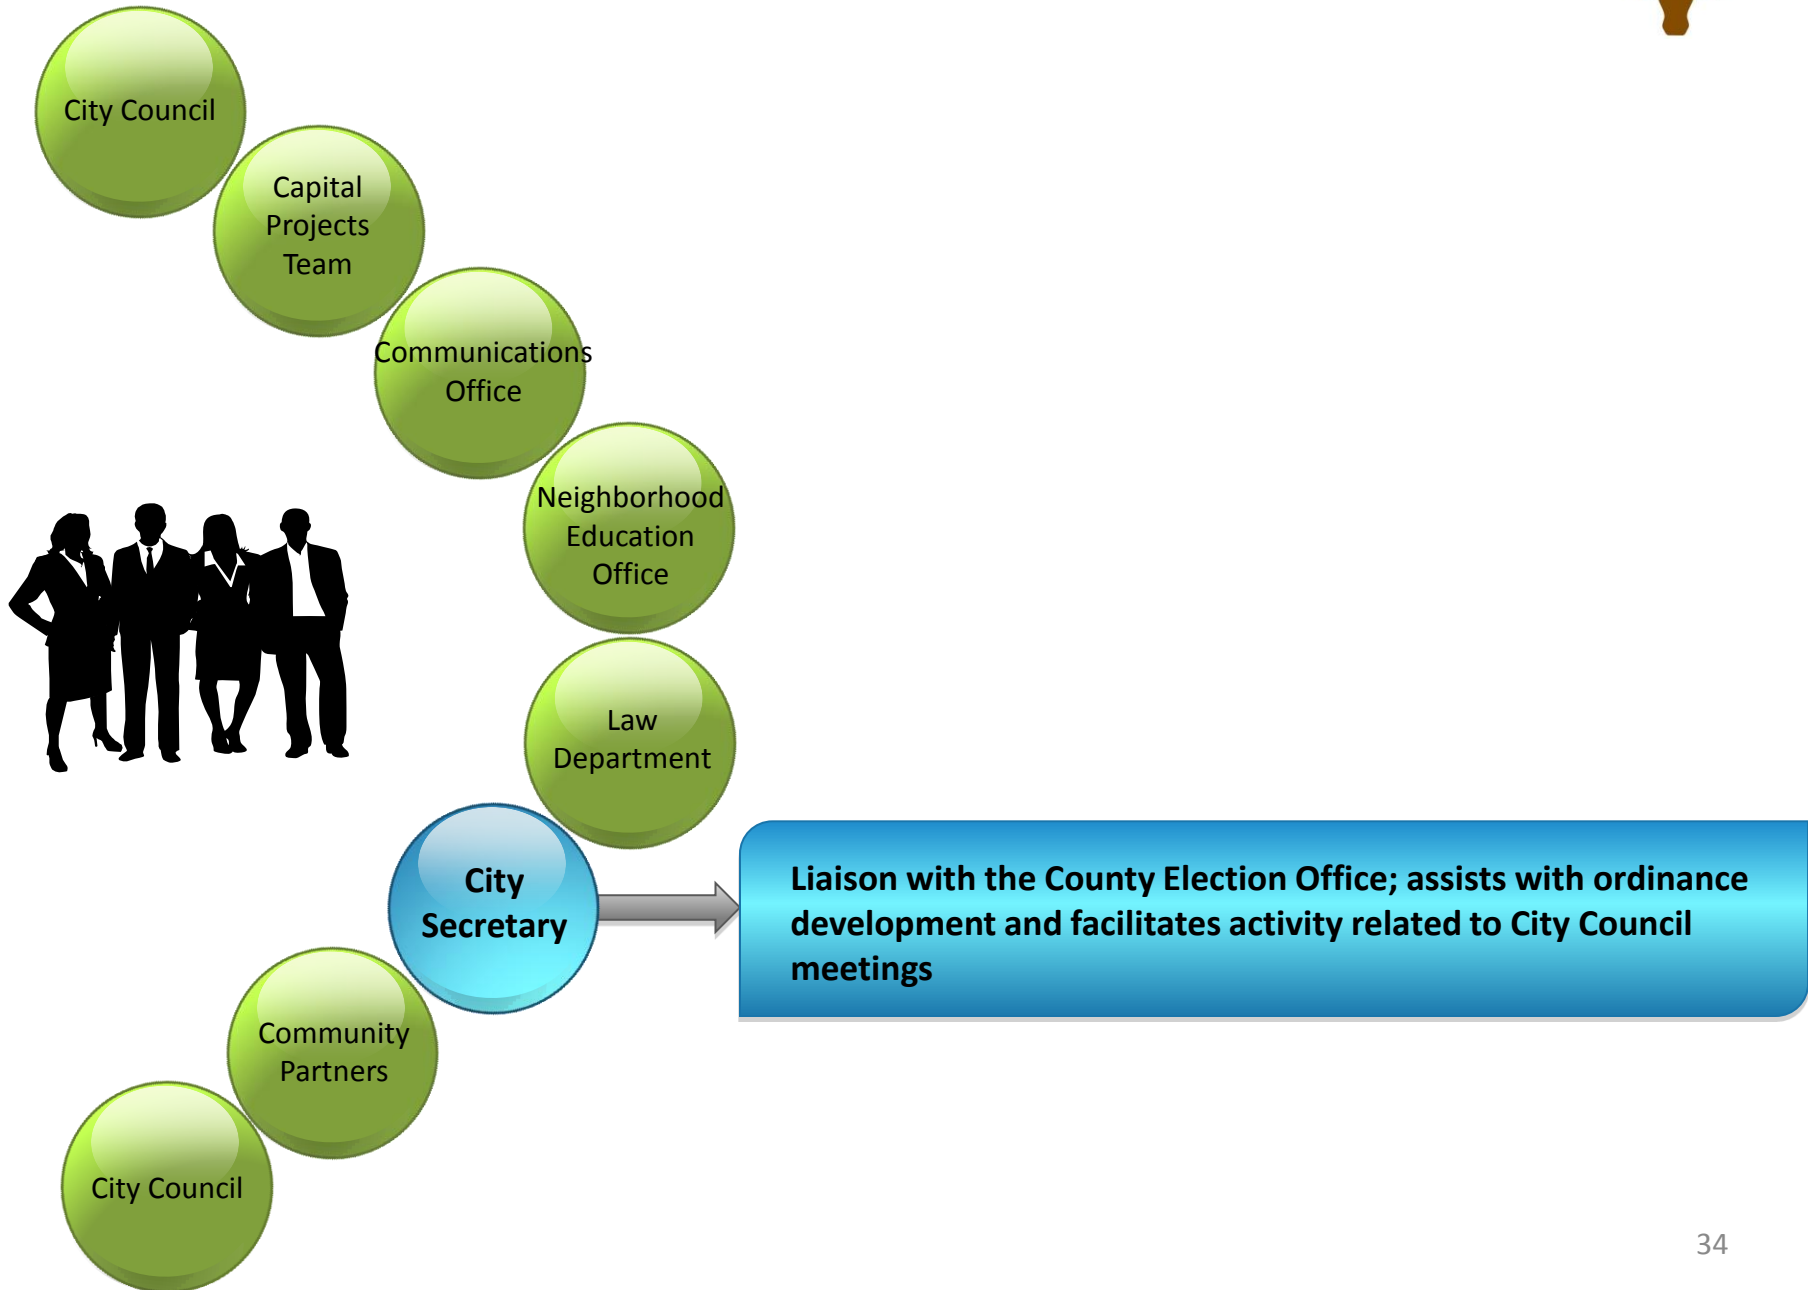 City Council
Capital
Projects
Team
Communications
Office
Neighborhood
Education
Office
Law
Department
City
Secretary
Liaison with the County Election Office; assists with ordinance
development and facilitates activity related to City Council
meetings
Community
Partners
City Council
34